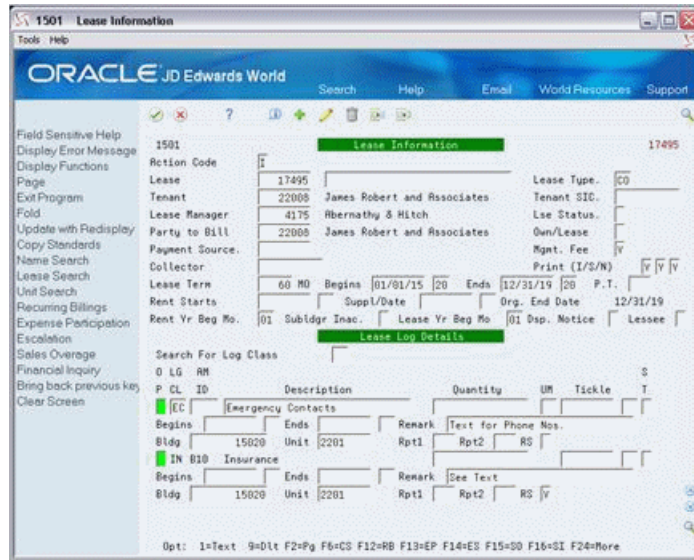 1501 Lease Information
Tools Help
ORACLE JD Edwards World
Search Help Email World Resources Support
Field Sensitive Help
Display Error Message
Display Functions
Page
Exit Program
Fold
Update with Redisplay
Copy Standards
Name Search
Lease Search
Unit Search
Recurring Billings
Expense Participation
Escalation
Sales Overage
Financial Inquiry
Bring back previous key
Clear Screen
1501 Lease Information 17495
Action Code I
Lease 17495 Lease Type. CO
Tenant 22008 James Robert and Associates Tenant SIC.
Lease Manager 4175 Abernathy & Hitch Lse Status.
Party to Bill 22008 James Robert and Associates Own/Lease
Payment Source. Mgmt. Fee V
Collector Print (I/S/N) V V V
Lease Term 60 MO Begins 01/01/15 20 Ends 12/31/19 20 P.T.
Rent Starts Suppl/Date Org. End Date 12/31/19
Rent Yr Beg Mo. 01 Subldgr Inac. Lease Yr Beg Mo 01 Dsp. Notice Lessee
Lease Log Details
Search For Log Class
O LG AM S
P CL ID Description Quantity UM Tickle T
EC Emergency Contacts
Begins Ends Remark Text for Phone Nos.
Bldg 15020 Unit 2201 Rpt1 Rpt2 RS
IN B10 Insurance
Begins Ends Remark See Text
Bldg 15020 Unit 2201 Rpt1 Rpt2 RS V
Opt: 1=Text 9=Dlt F2=Pg F6=CS F12=RB F13=EP F14=ES F15=SO F16=SI F24=More